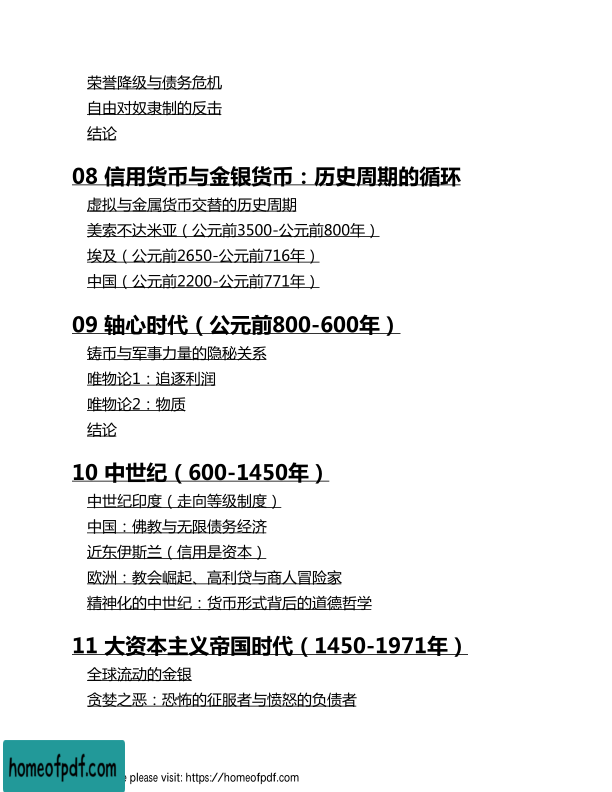 荣誉降级与债务危机
自由对奴隶制的反击
结论
08 信用货币与金银货币：历史周期的循环
虚拟与金属货币交替的历史周期
美索不达米亚（公元前3500-公元前800年）
埃及（公元前2650-公元前716年）
中国（公元前2200-公元前771年）
09 轴心时代（公元前800-600年）
铸币与军事力量的隐秘关系
唯物论1：追逐利润
唯物论2：物质
结论
10 中世纪（600-1450年）
中世纪印度（走向等级制度）
中国：佛教与无限债务经济
近东伊斯兰（信用是资本）
欧洲：教会崛起、高利贷与商人冒险家
精神化的中世纪：货币形式背后的道德哲学
11 大资本主义帝国时代（1450-1971年）
全球流动的金银
贪婪之恶：恐怖的征服者与愤怒的负债者
homeofpdf.com
e please visit: https://homeofpdf.com